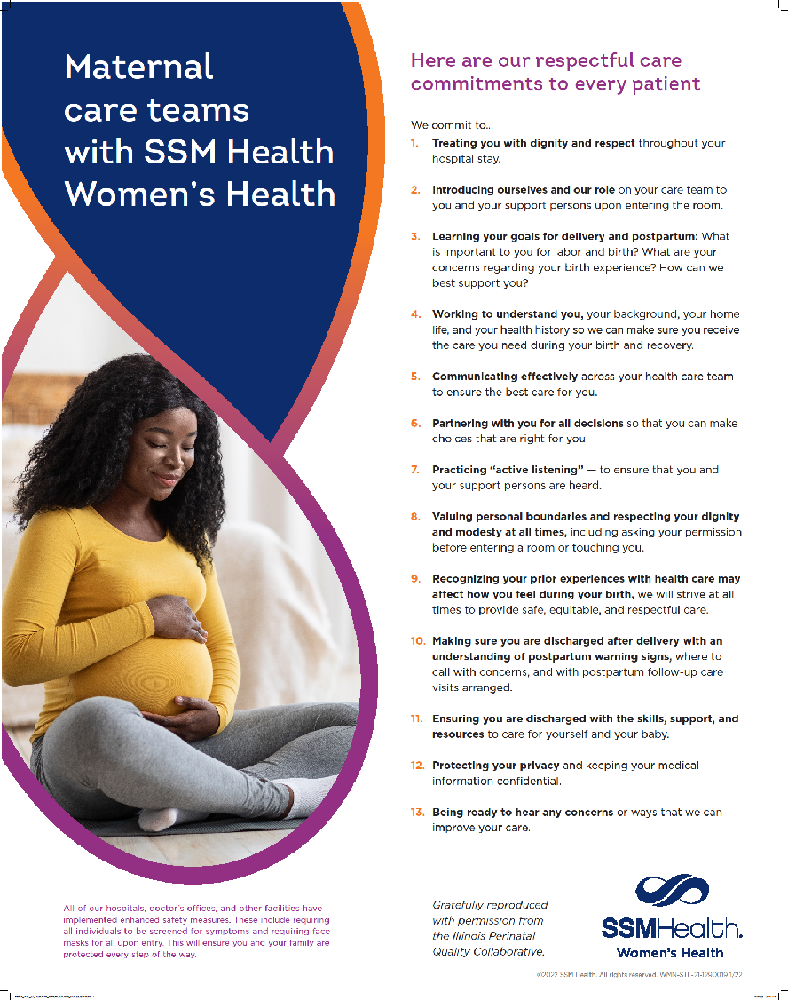 Maternal
care teams
with SSM Health
Women's Health
Here are our respectful care
commitments to every patient
We commit to...
1. Treating you with dignity and respect throughout your
hospital stay.
2. Introducing ourselves and our role on your care team to
you and your support persons upon entering the room.
3. Learning your goals for delivery and postpartum: What
is important to you for labor and birth? What are your
concerns regarding your birth experience? How can we
best support you?
4. Working to understand you, your background, your home
life, and your health history so we can make sure you receive
the care you need during your birth and recovery.
5. Communicating effectively across your health care team
to ensure the best care for you.
6. Partnering with you for all decisions so that you can make
choices that are right for you.
7. Practicing “active listening” — to ensure that you and
your support persons are heard.
8. Valuing personal boundaries and respecting your dignity
and modesty at all times, including asking your permission
before entering a room or touching you.
9. Recognizing your prior experiences with health care may
affect how you feel during your birth, we will strive at all
times to provide safe, equitable, and respectful care.
10. Making sure you are discharged after delivery with an
understanding of postpartum warning signs, where to
call with concerns, and with postpartum follow-up care
visits arranged.
11. Ensuring you are discharged with the skills, support, and
resources to care for yourself and your baby.
12. Protecting your privacy and keeping your medical
information confidential.
13. Being ready to hear any concerns or ways that we can
improve your care.
All of our hospitals, doctor's offices, and other facilities have
implemented enhanced safety measures. These include requiring
all individuals to be screened for symptoms and requiring face
masks for all upon entry. This will ensure you and your family are
protected every step of the way.
Gratefully reproduced
with permission from
the Illinois Perinatal
Quality Collaborative.
SSMHealth.
Women's Health
©2022 SSM Health. All rights reserved. WMN-STL-21-1290019 1/22